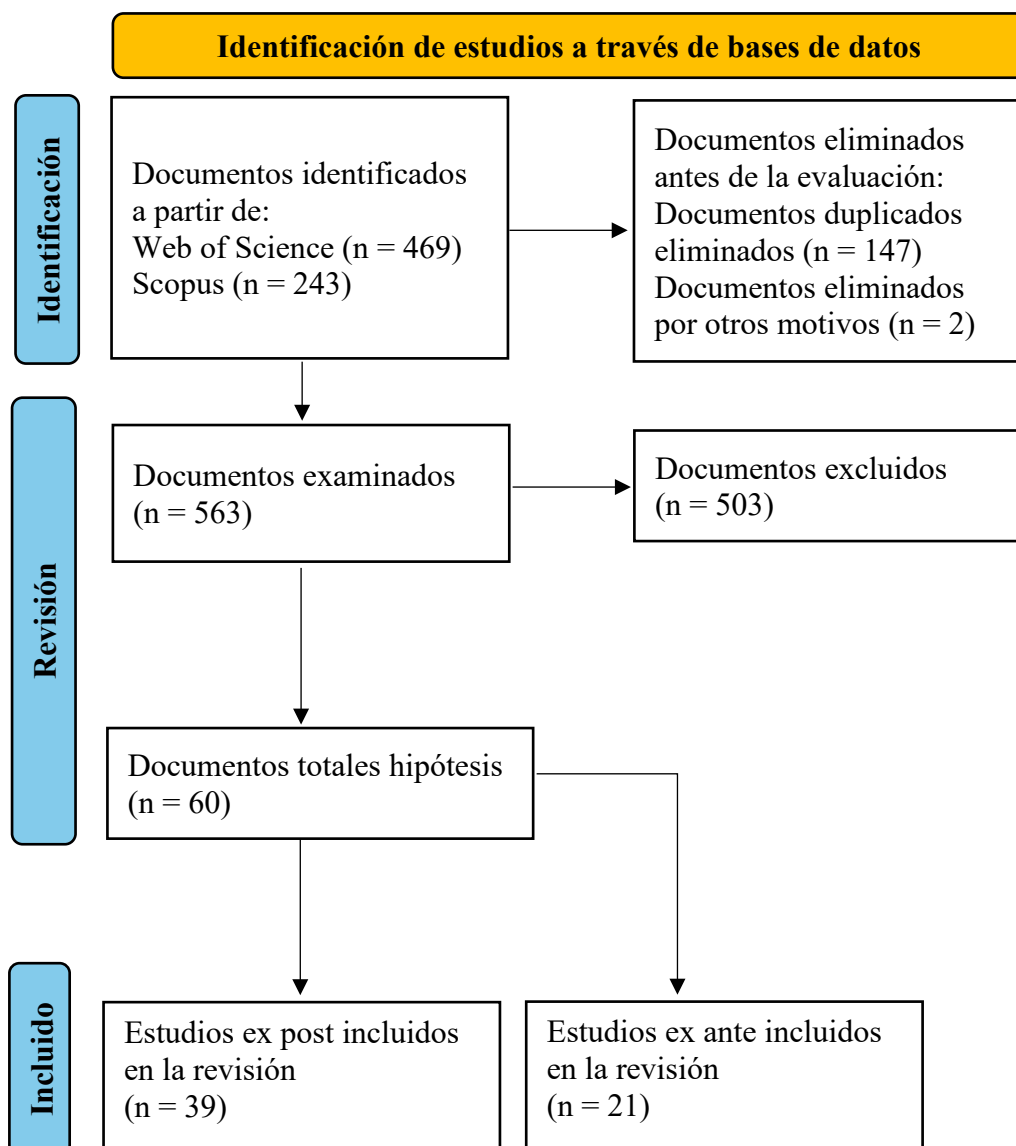 Identificación de estudios a través de bases de datos
Identificación
Documentos identificados
a partir de:
Web of Science (n = 469)
Scopus (n = 243)
Documentos eliminados
antes de la evaluación:
Documentos duplicados
eliminados (n = 147)
Documentos eliminados
por otros motivos (n = 2)
Revisión
Documentos examinados
(n = 563)
Documentos excluidos
(n = 503)
Documentos totales hipótesis
(n = 60)
Incluido
Estudios ex post incluidos
en la revisión
(n = 39)
Estudios ex ante incluidos
en la revisión
(n = 21)